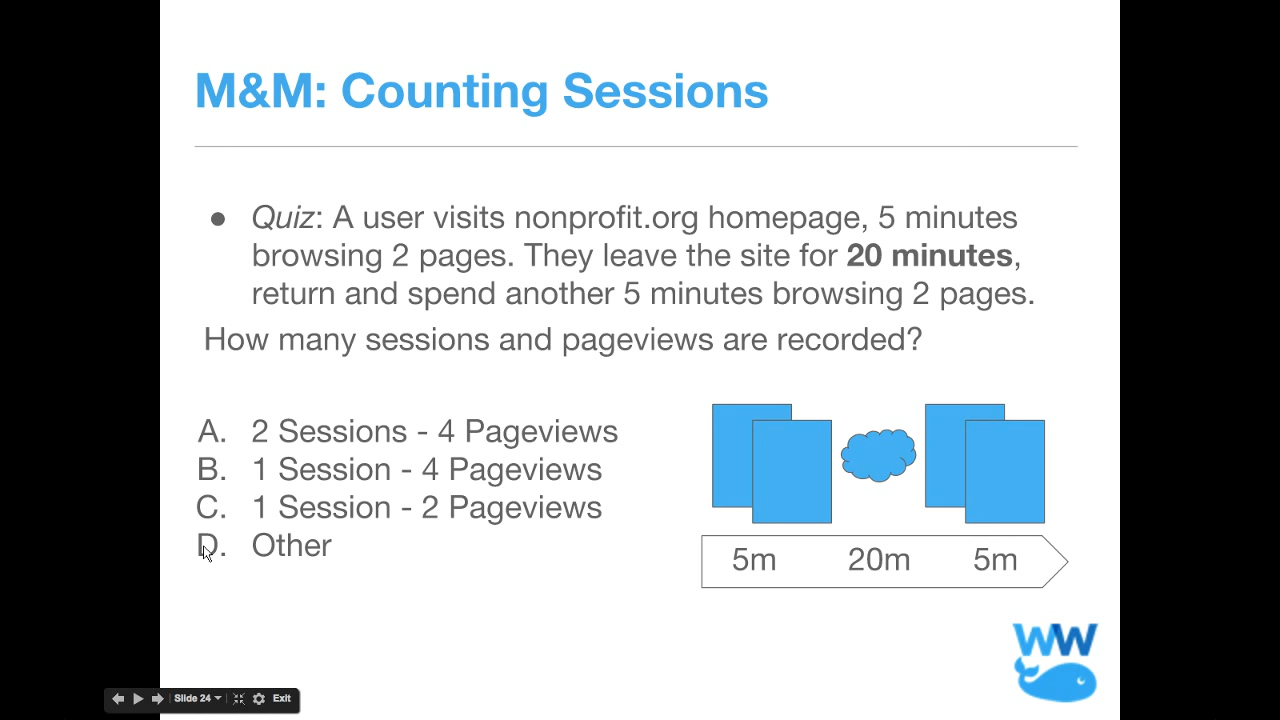 M&M: Counting Sessions
● Quiz: A user visits nonprofit.org homepage, 5 minutes
browsing 2 pages. They leave the site for 20 minutes,
return and spend another 5 minutes browsing 2 pages.
How many sessions and pageviews are recorded?
A. 2 Sessions - 4 Pageviews
B. 1 Session - 4 Pageviews
C. 1 Session - 2 Pageviews
D. Other
5m 20m 5m
WW
Slide 24 Exit